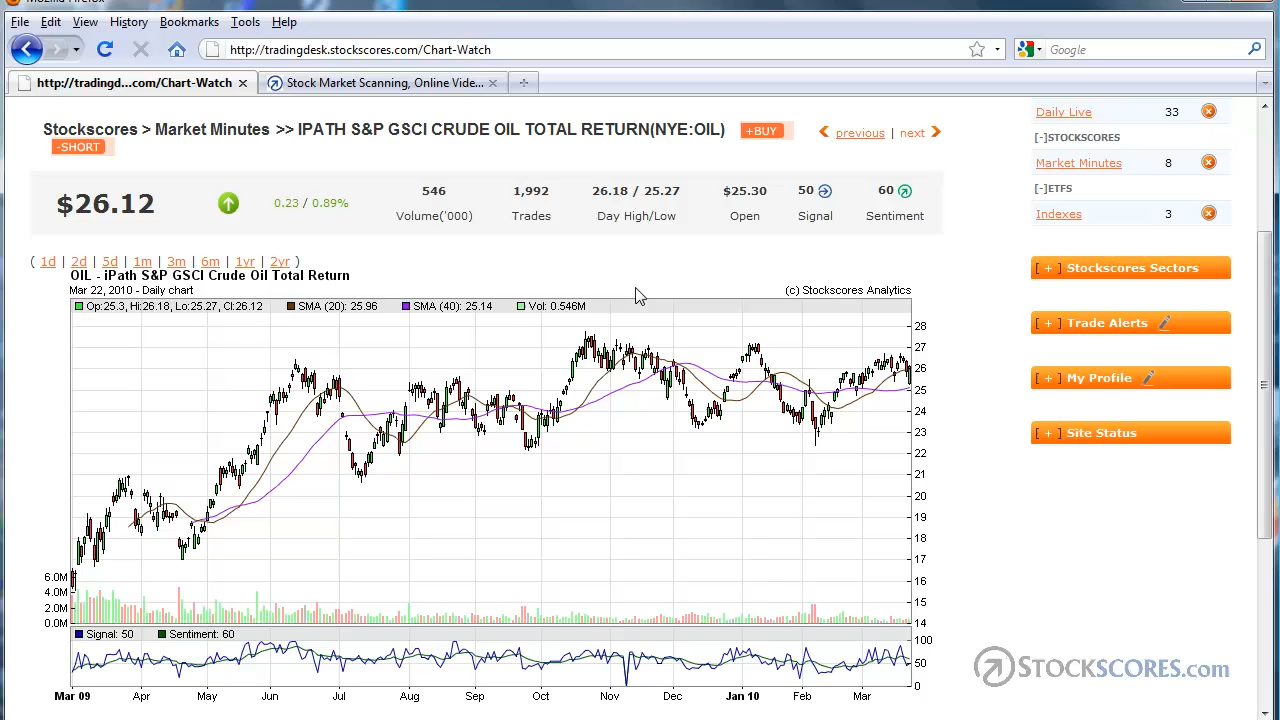 Mozilla Firefox
File Edit View History Bookmarks Tools Help
http://tradingdesk.stockscores.com/Chart-Watch
Google
http://tradingd...com/Chart-Watch
Stock Market Scanning, Online Vide...
Stockscores > Market Minutes >> IPATH S&P GSCI CRUDE OIL TOTAL RETURN(NYE:OIL) +BUY previous | next
-SHORT
$26.12
0.23 / 0.89%
546 1,992 26.18 / 25.27 $25.30 50 60
Volume('000) Trades Day High/Low Open Signal Sentiment
( 1d | 2d | 5d | 1m | 3m | 6m | 1yr | 2yr )
OIL - iPath S&P GSCI Crude Oil Total Return
Mar 22, 2010 - Daily chart
(c) Stockscores Analytics
Op:25.3, Hi:26.18, Lo:25.27, Cl:26.12 SMA (20): 25.96 SMA (40): 25.14 Vol: 0.546M
28
27
26
25
24
23
22
21
20
19
18
17
16
15
14
6.0M
4.0M
2.0M
0.0M
Signal: 50 Sentiment: 60
100
50
0
Mar 09 Apr May Jun Jul Aug Sep Oct Nov Dec Jan 10 Feb Mar
Daily Live 33
[-]STOCKSCORES
Market Minutes 8
[-]ETFS
Indexes 3
[ + ] Stockscores Sectors
[ + ] Trade Alerts
[ + ] My Profile
[ + ] Site Status
STOCKSCORES.com